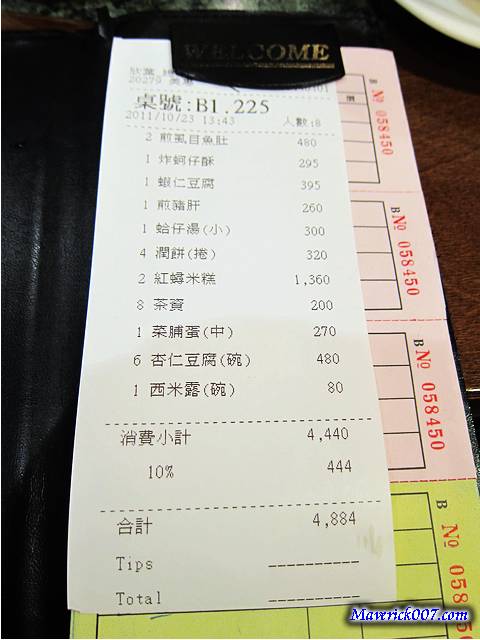 WELCOME
欣葉
20279
桌號:B1.225
2011/10/23 13:43 人數:8
2 煎虱目魚肚 480
1 炸蚵仔酥 295
1 蝦仁豆腐 395
1 煎豬肝 260
1 蛤仔湯(小) 300
4 潤餅(捲) 320
2 紅蟳米糕 1,360
8 茶資 200
1 菜脯蛋(中) 270
6 杏仁豆腐(碗) 480
1 西米露(碗) 80
消費小計 4,440
10% 444
合計 4,884
Tips
Total
B № 058450
B № 058450
B № 058450
B № 058
Maverick007.com